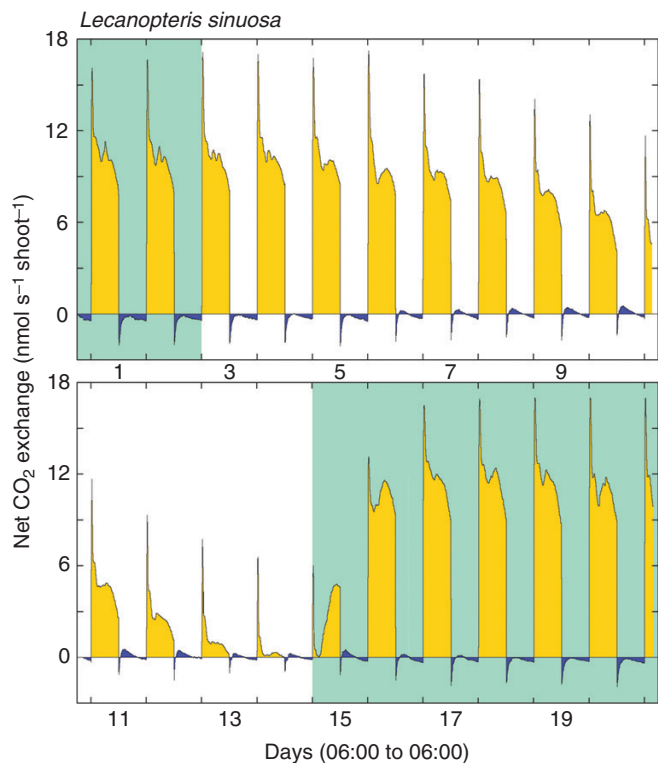 Lecanopteris sinuosa
18
12
6
0
1 3 5 7 9
18
12
6
0
11 13 15 17 19
Net CO₂ exchange (nmol s⁻¹ shoot⁻¹)
Days (06:00 to 06:00)